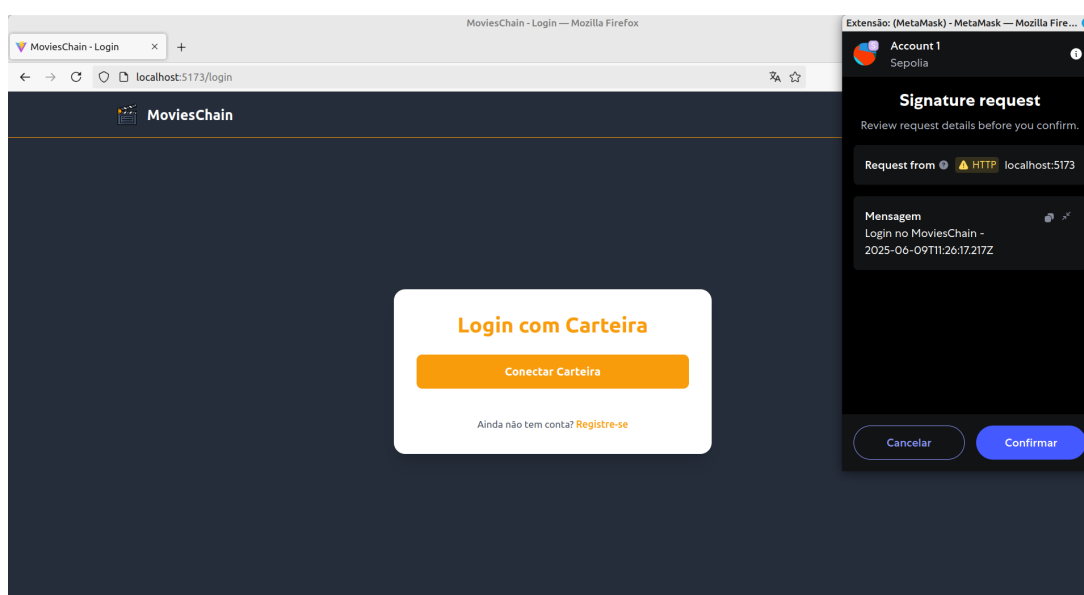 MoviesChain - Login — Mozilla Firefox
MoviesChain - Login
localhost:5173/login
MoviesChain
Login com Carteira
Conectar Carteira
Ainda não tem conta? Registre-se
Extensão: (MetaMask) - MetaMask — Mozilla Fire...
Account 1
Sepolia
Signature request
Review request details before you confirm.
Request from HTTP localhost:5173
Mensagem
Login no MoviesChain -
2025-06-09T11:26:17.217Z
Cancelar Confirmar